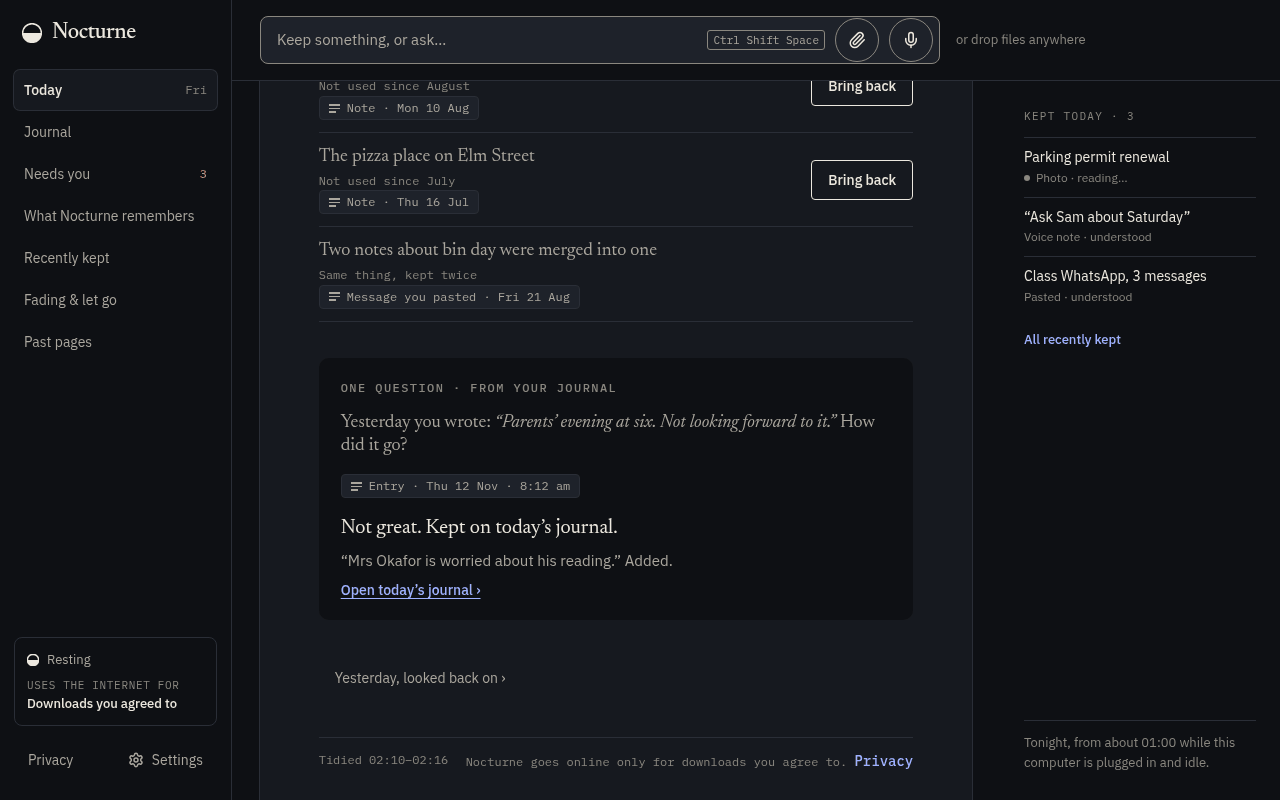 Nocturne
Today
Fri
Journal
Needs you
3
What Nocturne remembers
Recently kept
Fading & let go
Past pages
Resting
USES THE INTERNET FOR
Downloads you agreed to
Privacy
Settings
Keep something, or ask…
Ctrl Shift Space
or drop files anywhere
Not used since August
Note · Mon 10 Aug
Bring back
The pizza place on Elm Street
Not used since July
Note · Thu 16 Jul
Bring back
Two notes about bin day were merged into one
Same thing, kept twice
Message you pasted · Fri 21 Aug
ONE QUESTION · FROM YOUR JOURNAL
Yesterday you wrote: “Parents’ evening at six. Not looking forward to it.” How
did it go?
Entry · Thu 12 Nov · 8:12 am
Not great. Kept on today’s journal.
“Mrs Okafor is worried about his reading.” Added.
Open today’s journal ›
Yesterday, looked back on ›
Tidied 02:10–02:16
Nocturne goes online only for downloads you agree to. Privacy
KEPT TODAY · 3
Parking permit renewal
Photo · reading…
“Ask Sam about Saturday”
Voice note · understood
Class WhatsApp, 3 messages
Pasted · understood
All recently kept
Tonight, from about 01:00 while this
computer is plugged in and idle.